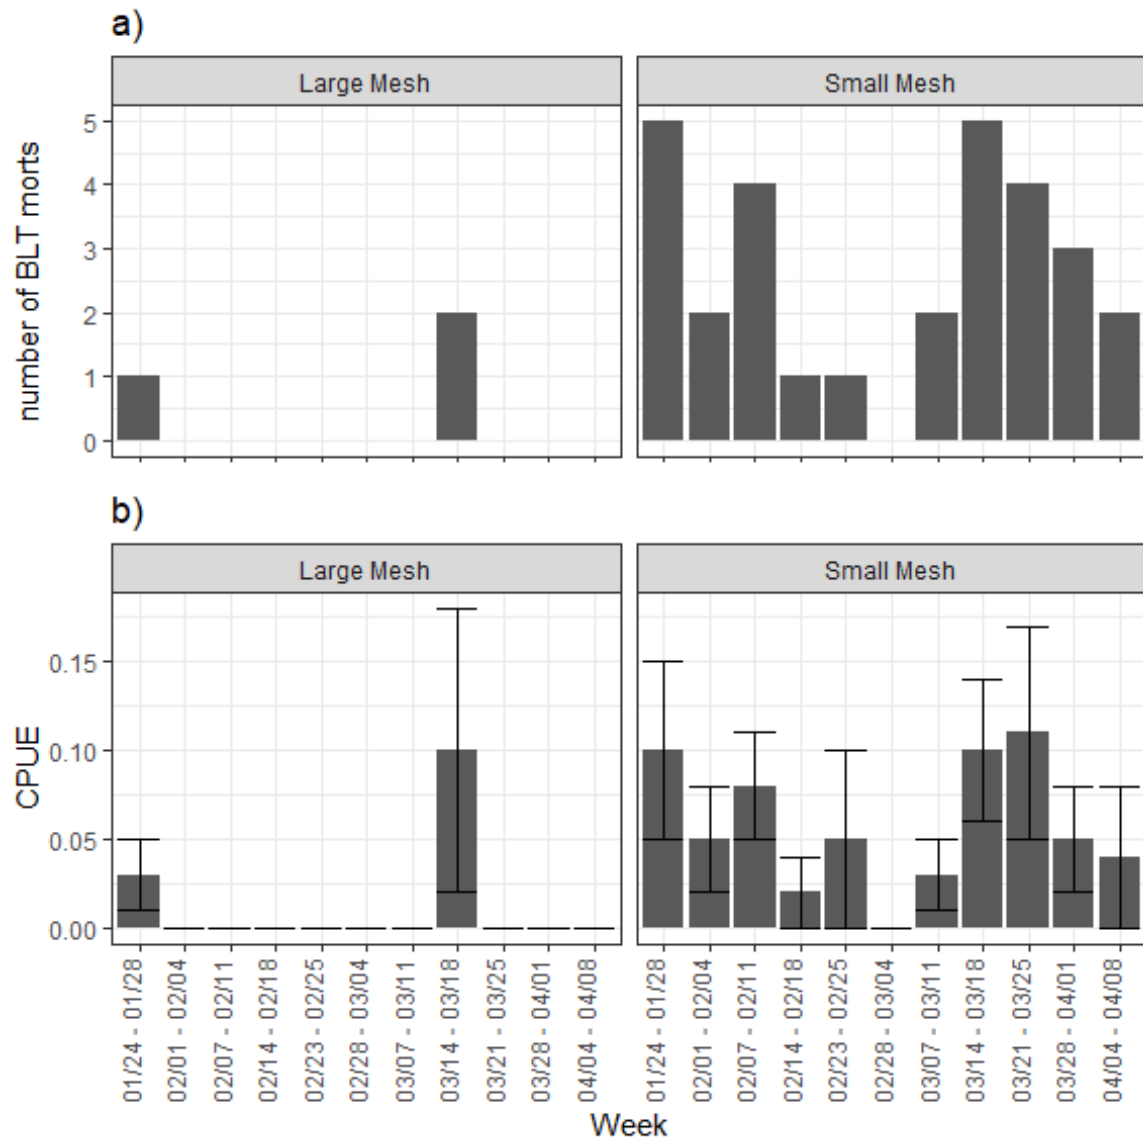 a)
Large Mesh
Small Mesh
number of BLT morts
5
4
3
2
1
0
b)
Large Mesh
Small Mesh
CPUE
0.15
0.10
0.05
0.00
01/24 - 01/28
02/01 - 02/04
02/07 - 02/11
02/14 - 02/18
02/23 - 02/25
02/28 - 03/04
03/07 - 03/11
03/14 - 03/18
03/21 - 03/25
03/28 - 04/01
04/04 - 04/08
01/24 - 01/28
02/01 - 02/04
02/07 - 02/11
02/14 - 02/18
02/23 - 02/25
02/28 - 03/04
03/07 - 03/11
03/14 - 03/18
03/21 - 03/25
03/28 - 04/01
04/04 - 04/08
Week